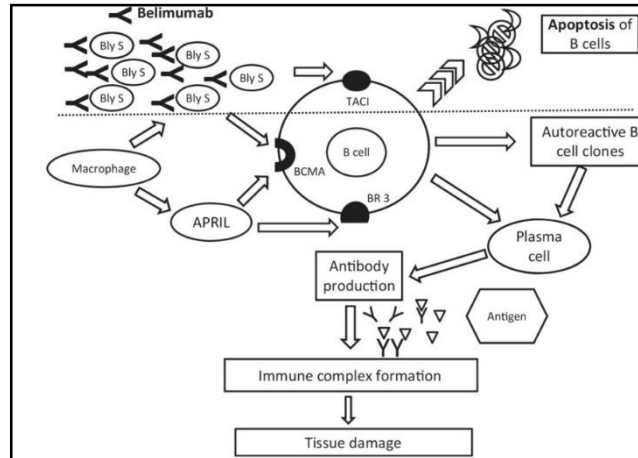 Belimumab
Bly S
Bly S
Bly S
Bly S
Bly S
Bly S
Bly S
Apoptosis of
B cells
TACI
B cell
BCMA
BR 3
Macrophage
APRIL
Autoreactive B
cell clones
Plasma
cell
Antibody
production
Antigen
Immune complex formation
Tissue damage